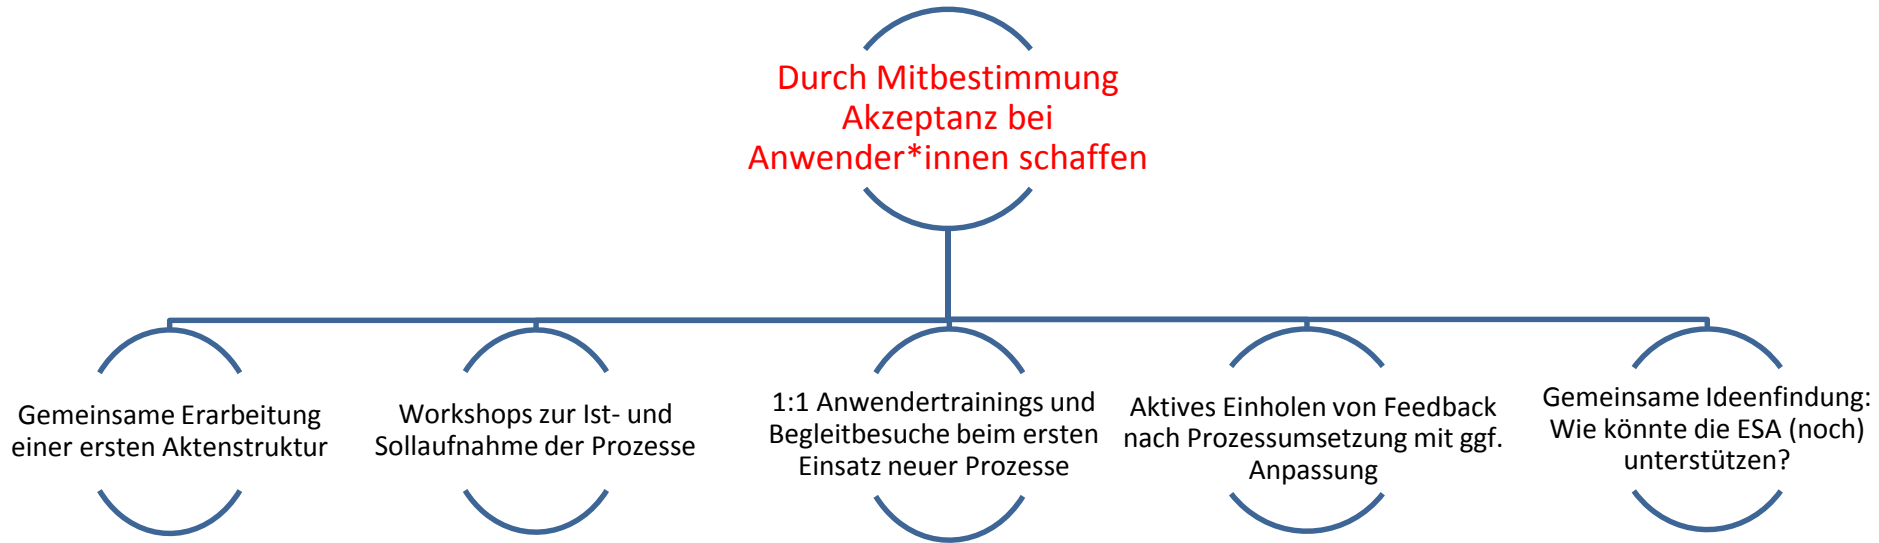 Durch Mitbestimmung
Akzeptanz bei
Anwender*innen schaffen
Gemeinsame Erarbeitung
einer ersten Aktenstruktur
Workshops zur Ist- und
Sollaufnahme der Prozesse
1:1 Anwendertrainings und
Begleitbesuche beim ersten
Einsatz neuer Prozesse
Aktives Einholen von Feedback
nach Prozessumsetzung mit ggf.
Anpassung
Gemeinsame Ideenfindung:
Wie könnte die ESA (noch)
unterstützen?